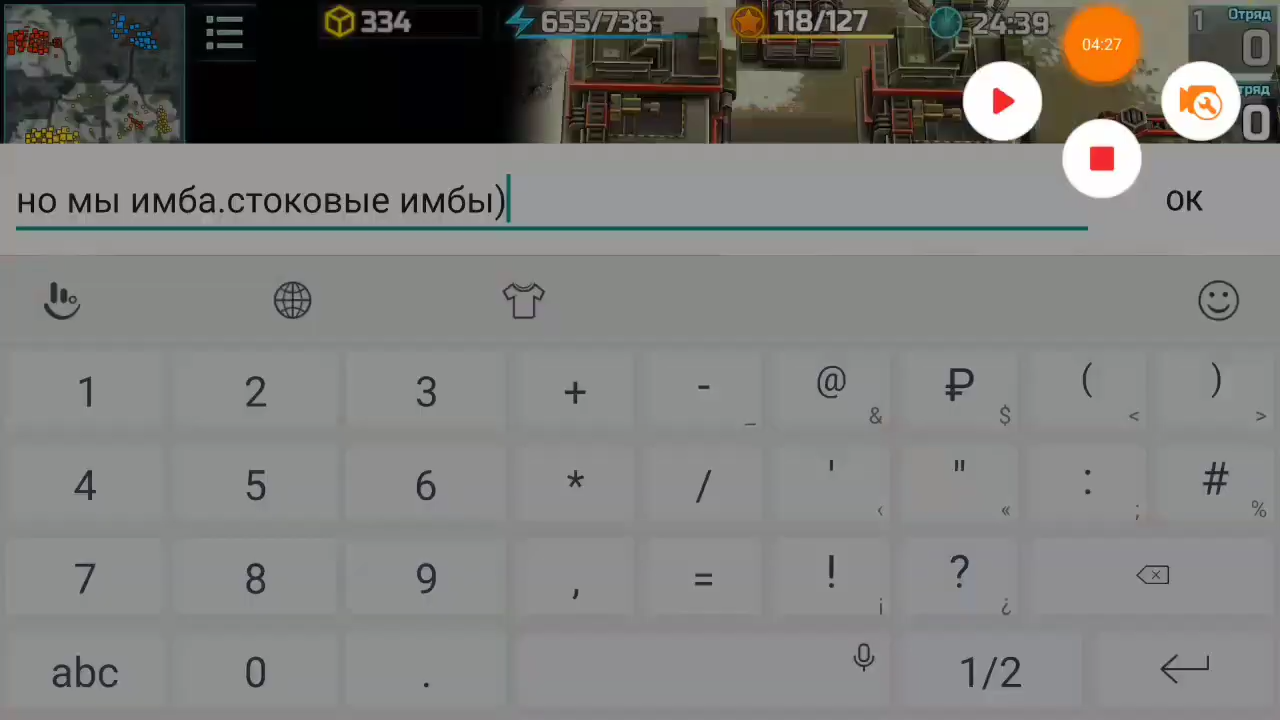 334
655/738
118/127
24:39
04:27
1
Отряд
0
тряд
0
но мы имба.стоковые имбы)
ОК
1 2 3 + - _ @ & ₽ $ ( < ) >
4 5 6 * / ' ‹ " « : ; # %
7 8 9 , = ! ¡ ? ¿
abc 0 . 1/2